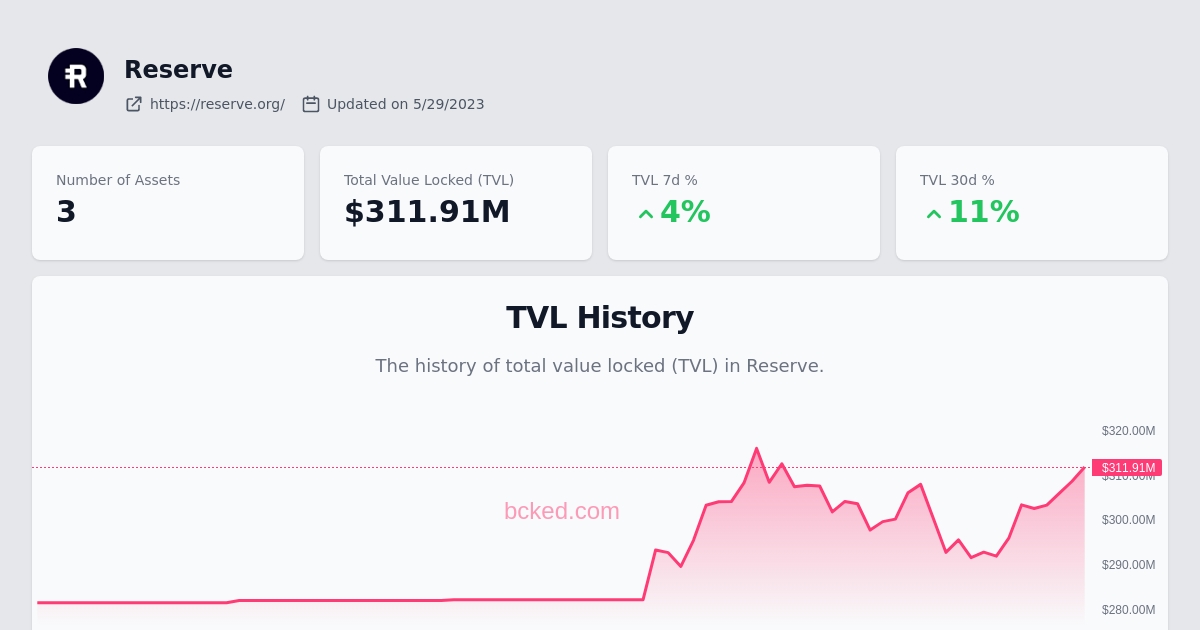 Reserve
https://reserve.org/ Updated on 5/29/2023
Number of Assets
3
Total Value Locked (TVL)
$311.91M
TVL 7d %
4%
TVL 30d %
11%
TVL History
The history of total value locked (TVL) in Reserve.
$320.00M
$311.91M
$310.00M
bcked.com
$300.00M
$290.00M
$280.00M